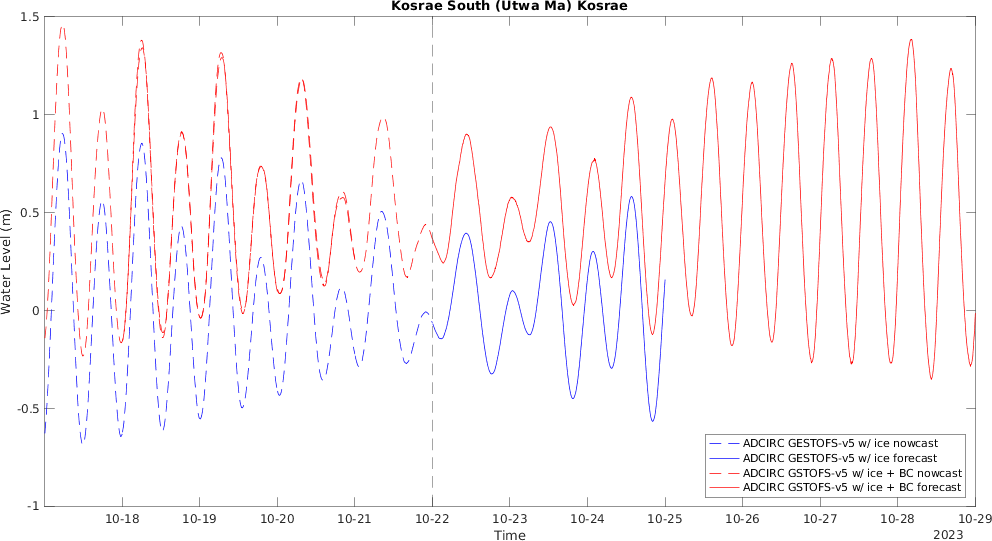 Kosrae South (Utwa Ma) Kosrae
1.5
1
0.5
0
-0.5
-1
Water Level (m)
ADCIRC GESTOFS-v5 w/ ice nowcast
ADCIRC GESTOFS-v5 w/ ice forecast
ADCIRC GSTOFS-v5 w/ ice + BC nowcast
ADCIRC GSTOFS-v5 w/ ice + BC forecast
10-18 10-19 10-20 10-21 10-22 10-23 10-24 10-25 10-26 10-27 10-28 10-29
Time
2023